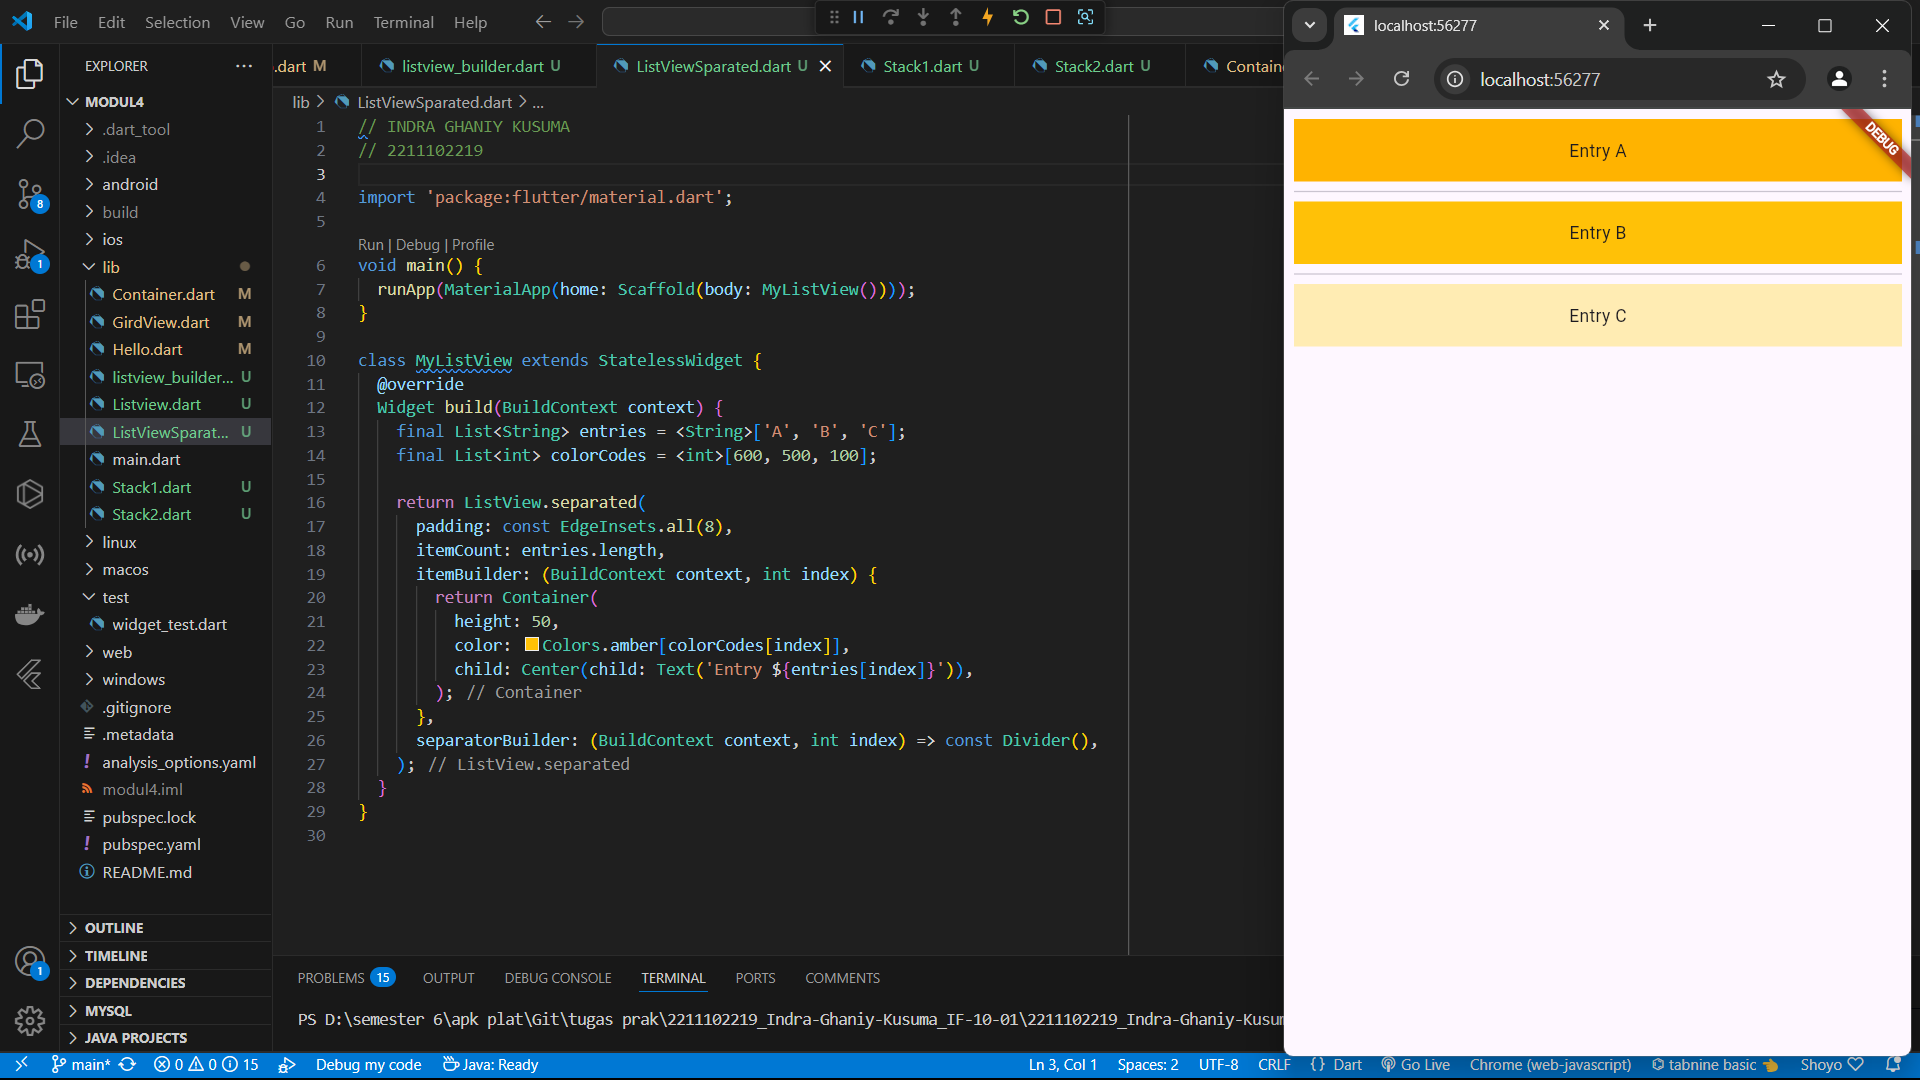 File Edit Selection View Go Run Terminal Help
EXPLORER
MODUL4
.dart_tool
.idea
android
build
ios
lib
Container.dart M
GirdView.dart M
Hello.dart M
listview_builder... U
Listview.dart U
ListViewSparat... U
main.dart
Stack1.dart U
Stack2.dart U
linux
macos
test
widget_test.dart
web
windows
.gitignore
.metadata
! analysis_options.yaml
modul4.iml
pubspec.lock
! pubspec.yaml
README.md
OUTLINE
TIMELINE
DEPENDENCIES
MYSQL
JAVA PROJECTS
8
1
1
.dart M listview_builder.dart U ListViewSparated.dart U Stack1.dart U Stack2.dart U Containe
lib > ListViewSparated.dart > ...
1 // INDRA GHANIY KUSUMA
2 // 2211102219
3
4 import 'package:flutter/material.dart';
5
Run | Debug | Profile
6 void main() {
7 runApp(MaterialApp(home: Scaffold(body: MyListView())));
8 }
9
10 class MyListView extends StatelessWidget {
11 @override
12 Widget build(BuildContext context) {
13 final List<String> entries = <String>['A', 'B', 'C'];
14 final List<int> colorCodes = <int>[600, 500, 100];
15
16 return ListView.separated(
17 padding: const EdgeInsets.all(8),
18 itemCount: entries.length,
19 itemBuilder: (BuildContext context, int index) {
20 return Container(
21 height: 50,
22 color: Colors.amber[colorCodes[index]],
23 child: Center(child: Text('Entry ${entries[index]}')),
24 ); // Container
25 },
26 separatorBuilder: (BuildContext context, int index) => const Divider(),
27 ); // ListView.separated
28 }
29 }
30
PROBLEMS 15 OUTPUT DEBUG CONSOLE TERMINAL PORTS COMMENTS
PS D:\semester 6\apk plat\Git\tugas prak\2211102219_Indra-Ghaniy-Kusuma_IF-10-01\2211102219_Indra-Ghaniy-Kusum
localhost:56277
localhost:56277
DEBUG
Entry A
Entry B
Entry C
main* 0 0 15 Debug my code Java: Ready Ln 3, Col 1 Spaces: 2 UTF-8 CRLF {} Dart Go Live Chrome (web-javascript) tabnine basic Shoyo